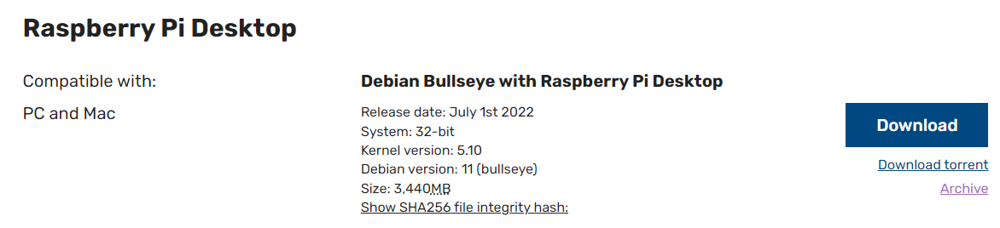 Raspberry Pi Desktop
Compatible with:
PC and Mac
Debian Bullseye with Raspberry Pi Desktop
Release date: July 1st 2022
System: 32-bit
Kernel version: 5.10
Debian version: 11 (bullseye)
Size: 3,440MB
Show SHA256 file integrity hash:
Download
Download torrent
Archive